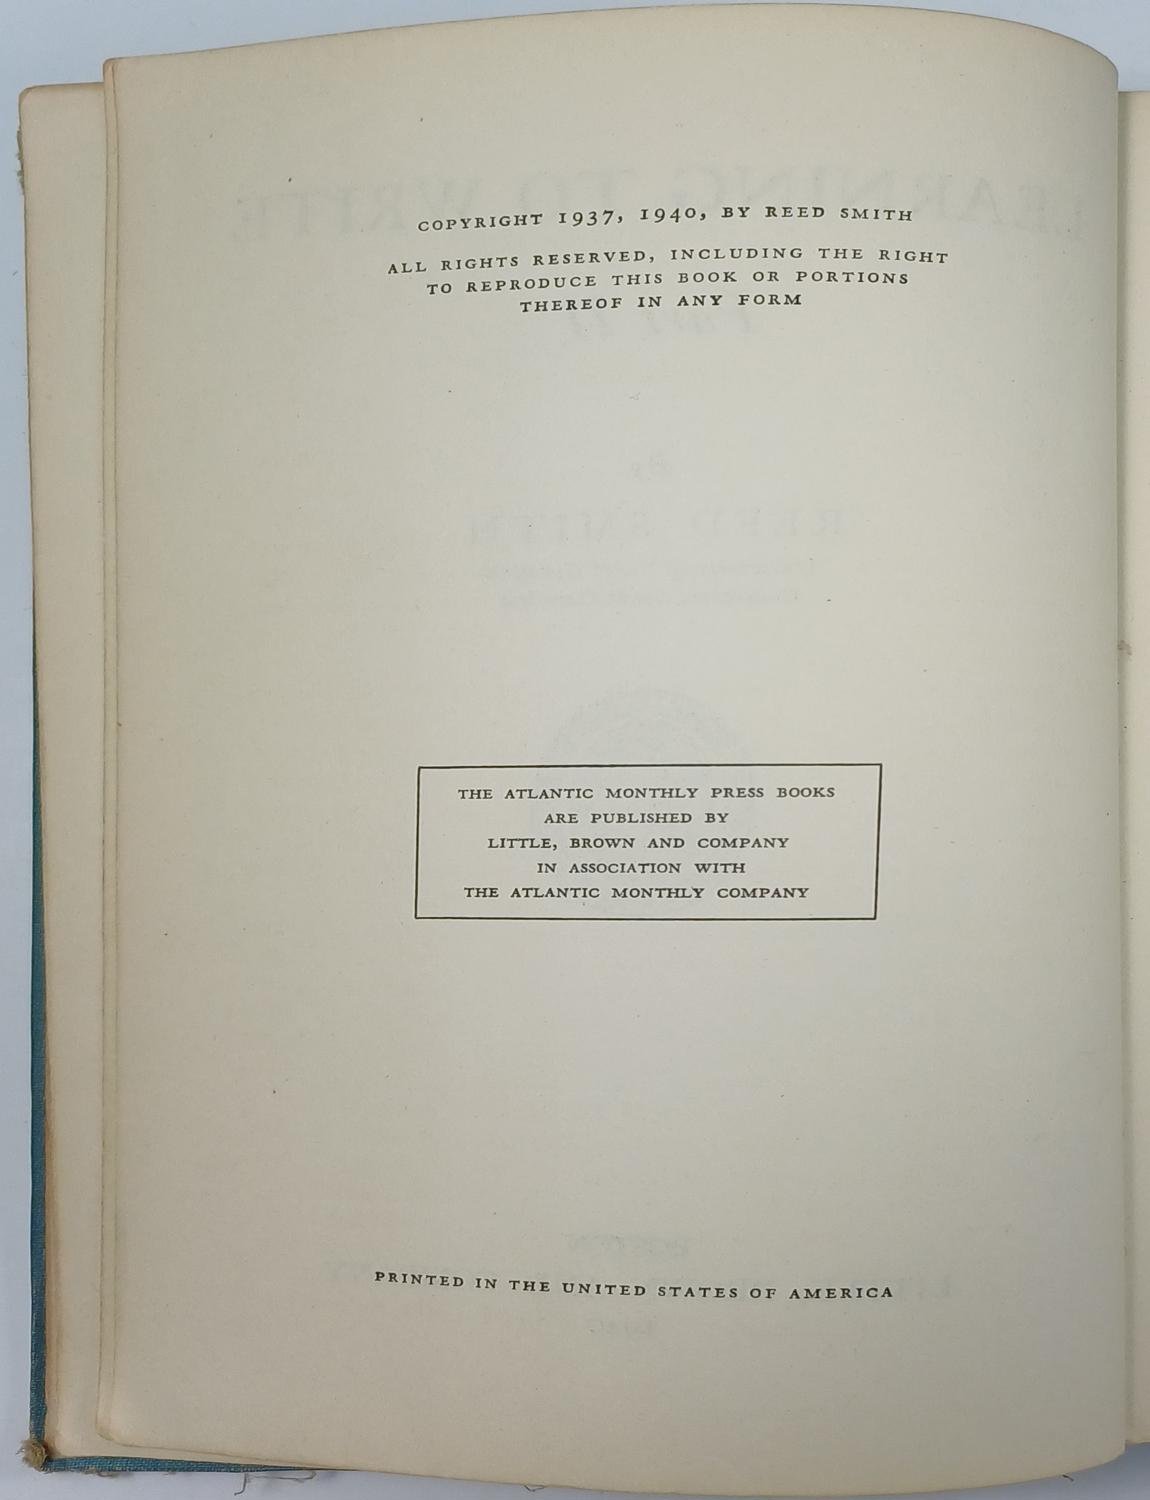 COPYRIGHT 1937, 1940, BY REED SMITH
ALL RIGHTS RESERVED, INCLUDING THE RIGHT
TO REPRODUCE THIS BOOK OR PORTIONS
THEREOF IN ANY FORM
THE ATLANTIC MONTHLY PRESS BOOKS
ARE PUBLISHED BY
LITTLE, BROWN AND COMPANY
IN ASSOCIATION WITH
THE ATLANTIC MONTHLY COMPANY
PRINTED IN THE UNITED STATES OF AMERICA